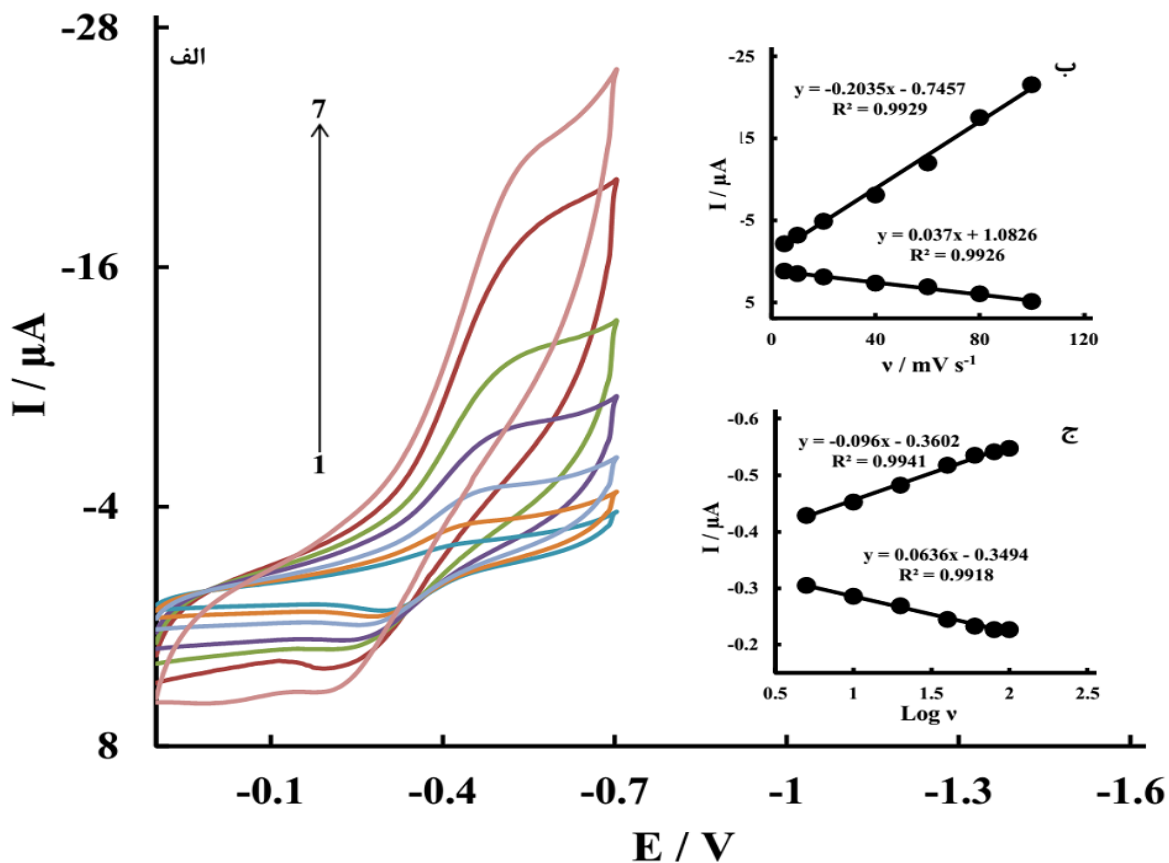 -28
-16
-4
8
I / µA
الف
7
1
-0.1
-0.4
-0.7
-1
-1.3
-1.6
E / V
ب
-25
15
-5
5
I / µA
y = -0.2035x - 0.7457
R² = 0.9929
y = 0.037x + 1.0826
R² = 0.9926
0
40
80
120
ν / mV s⁻¹
ج
-0.6
-0.5
-0.4
-0.3
-0.2
I / µA
y = -0.096x - 0.3602
R² = 0.9941
y = 0.0636x - 0.3494
R² = 0.9918
0.5
1
1.5
2
2.5
Log ν